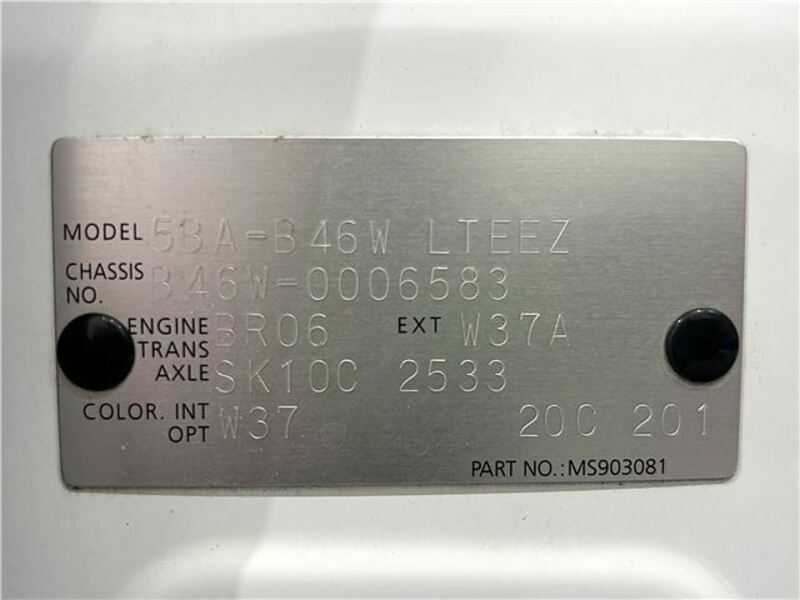 MODEL 5BA-B46W LTEEZ
CHASSIS NO. B46W-0006583
ENGINE BR06 EXT W37A
TRANS AXLE SK10C 2533
COLOR. INT OPT W37 20C 201
PART NO.:MS903081